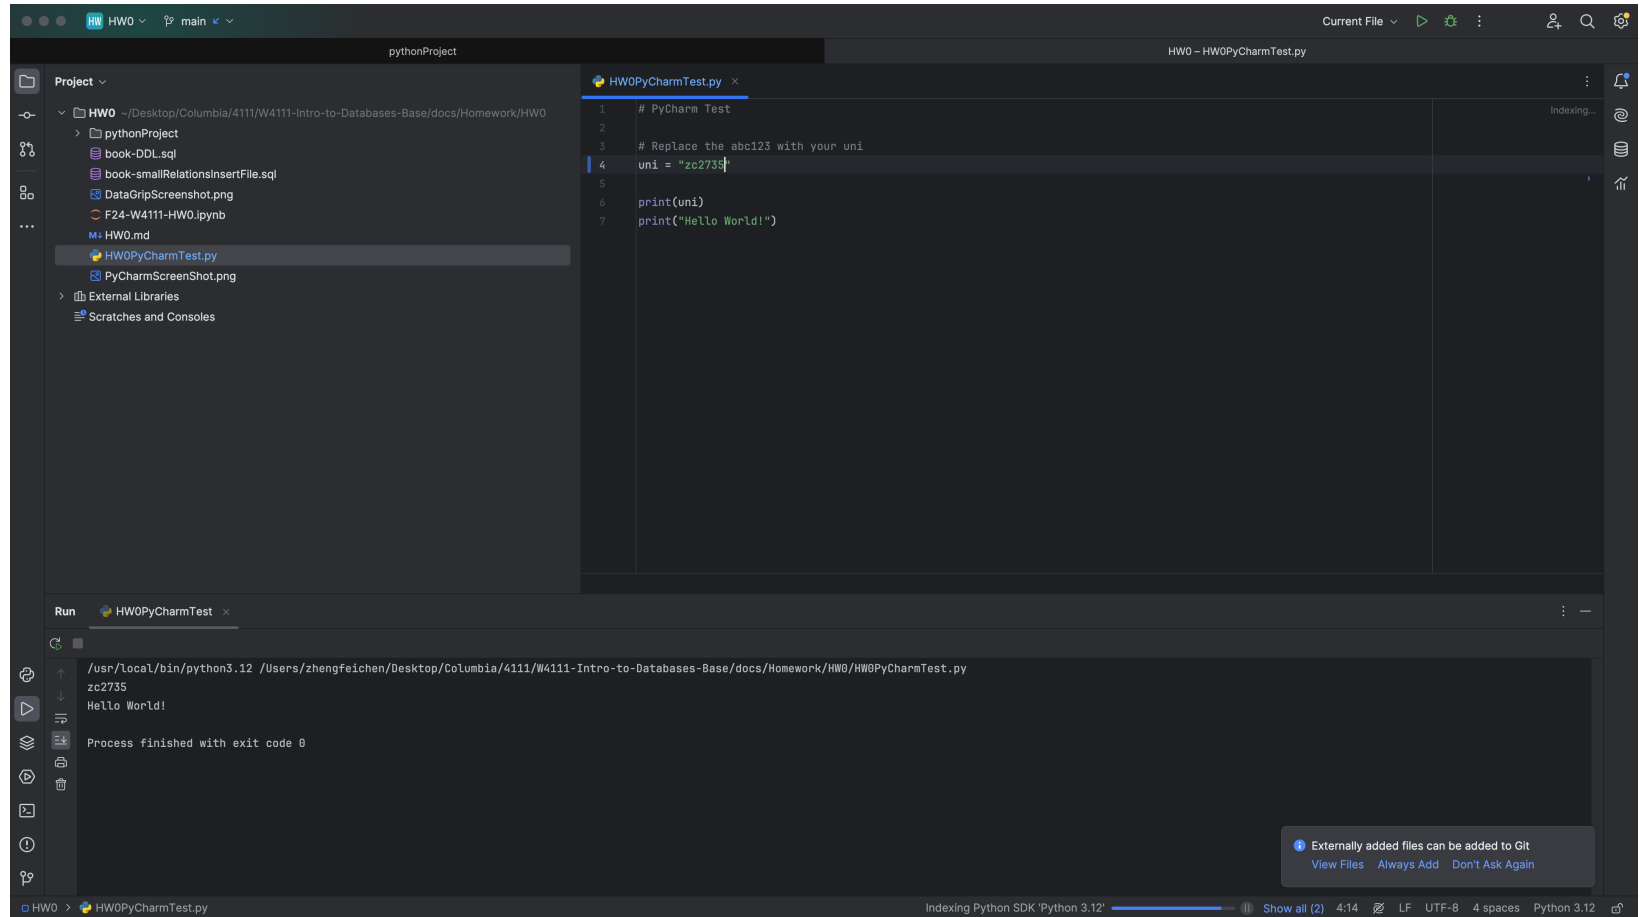 HW HW0 main
Current File
pythonProject
HW0 – HW0PyCharmTest.py
Project
HW0 ~/Desktop/Columbia/4111/W4111-Intro-to-Databases-Base/docs/Homework/HW0
pythonProject
book-DDL.sql
book-smallRelationsInsertFile.sql
DataGripScreenshot.png
F24-W4111-HW0.ipynb
M↓ HW0.md
HW0PyCharmTest.py
PyCharmScreenShot.png
External Libraries
Scratches and Consoles
HW0PyCharmTest.py
Indexing...
1 # PyCharm Test
2
3 # Replace the abc123 with your uni
4 uni = "zc2735"
5
6 print(uni)
7 print("Hello World!")
Run HW0PyCharmTest
/usr/local/bin/python3.12 /Users/zhengfeichen/Desktop/Columbia/4111/W4111-Intro-to-Databases-Base/docs/Homework/HW0/HW0PyCharmTest.py
zc2735
Hello World!
Process finished with exit code 0
Externally added files can be added to Git
View Files Always Add Don't Ask Again
HW0 > HW0PyCharmTest.py
Indexing Python SDK 'Python 3.12' Show all (2) 4:14 LF UTF-8 4 spaces Python 3.12